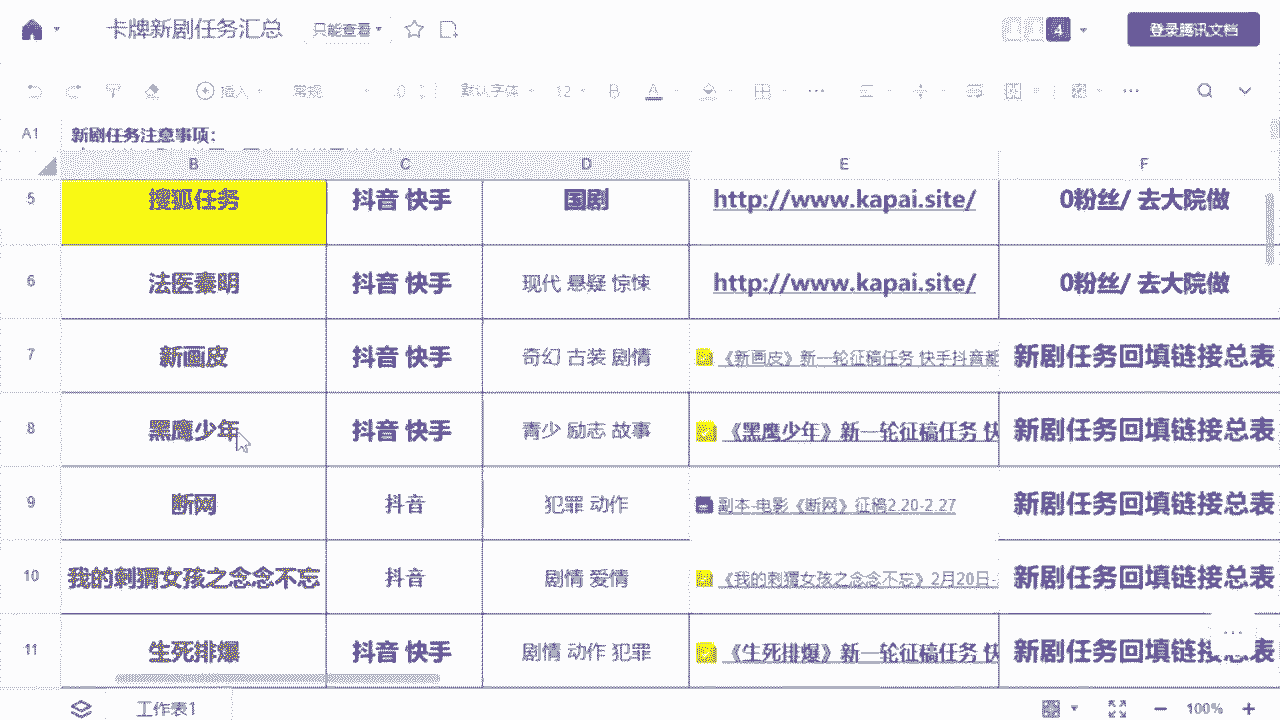 卡牌新剧任务汇总 只能查看 4 登录腾讯文档
插入 常规 .0 默认字体 12 B A
A1 新剧任务注意事项：
B C D E F
5 搜狐任务 抖音 快手 国剧 http://www.kapai.site/ 0粉丝/ 去大院做
6 法医秦明 抖音 快手 现代 悬疑 惊悚 http://www.kapai.site/ 0粉丝/ 去大院做
7 新画皮 抖音 快手 奇幻 古装 剧情 《新画皮》新一轮征稿任务 快手抖音 新剧任务回填链接总表
8 黑鹰少年 抖音 快手 青少 励志 故事 《黑鹰少年》新一轮征稿任务 快 新剧任务回填链接总表
9 断网 抖音 犯罪 动作 副本-电影《断网》征稿2.20-2.27 新剧任务回填链接总表
10 我的刺猬女孩之念念不忘 抖音 剧情 爱情 《我的刺猬女孩之念念不忘》2月20日- 新剧任务回填链接总表
11 生死排爆 抖音 快手 剧情 动作 犯罪 《生死排爆》新一轮征稿任务 快 新剧任务回填链接总表
工作表1 100%